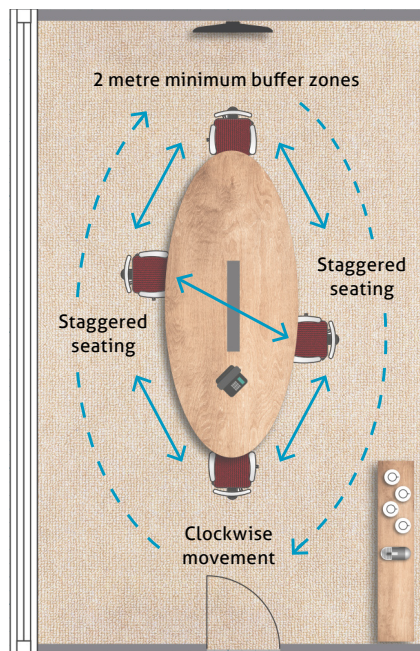 2 metre minimum buffer zones
Staggered
seating
Staggered
seating
Clockwise
movement